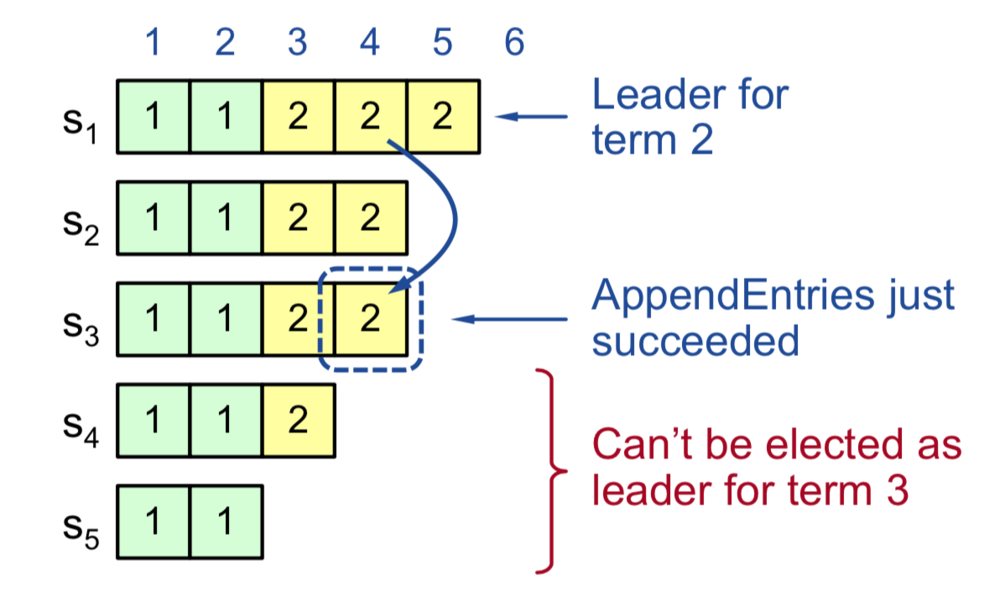 1 2 3 4 5 6
s1 1 1 2 2 2
Leader for
term 2
s2 1 1 2 2
s3 1 1 2 2
AppendEntries just
succeeded
s4 1 1 2
Can't be elected as
leader for term 3
s5 1 1